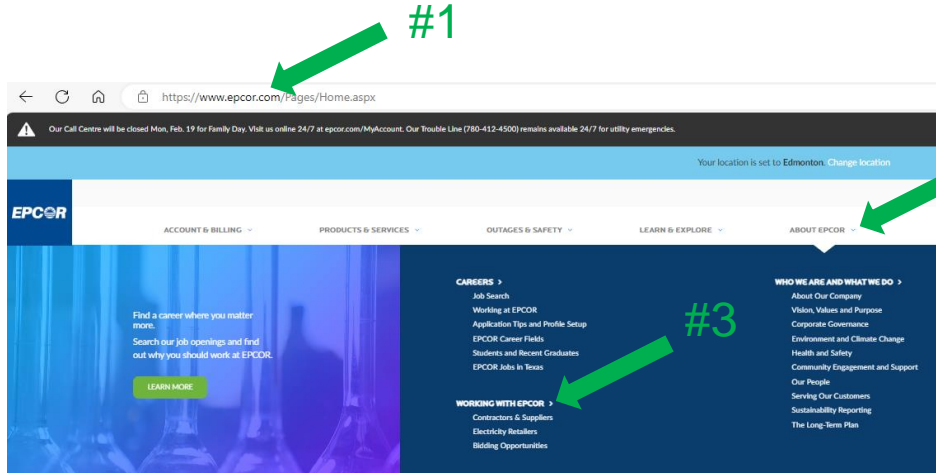 #1
https://www.epcor.com/Pages/Home.aspx
Our Call Centre will be closed Mon, Feb. 19 for Family Day. Visit us online 24/7 at epcor.com/MyAccount. Our Trouble Line (780-412-4500) remains available 24/7 for utility emergencies.
Your location is set to Edmonton. Change location
EPCOR
ACCOUNT & BILLING
PRODUCTS & SERVICES
OUTAGES & SAFETY
LEARN & EXPLORE
ABOUT EPCOR
Find a career where you matter
more.
Search our job openings and find
out why you should work at EPCOR.
LEARN MORE
CAREERS >
Job Search
Working at EPCOR
Application Tips and Profile Setup
EPCOR Career Fields
Students and Recent Graduates
EPCOR Jobs in Texas
#3
WORKING WITH EPCOR >
Contractors & Suppliers
Electricity Retailers
Bidding Opportunities
WHO WE ARE AND WHAT WE DO >
About Our Company
Vision, Values and Purpose
Corporate Governance
Environment and Climate Change
Health and Safety
Community Engagement and Support
Our People
Serving Our Customers
Sustainability Reporting
The Long-Term Plan